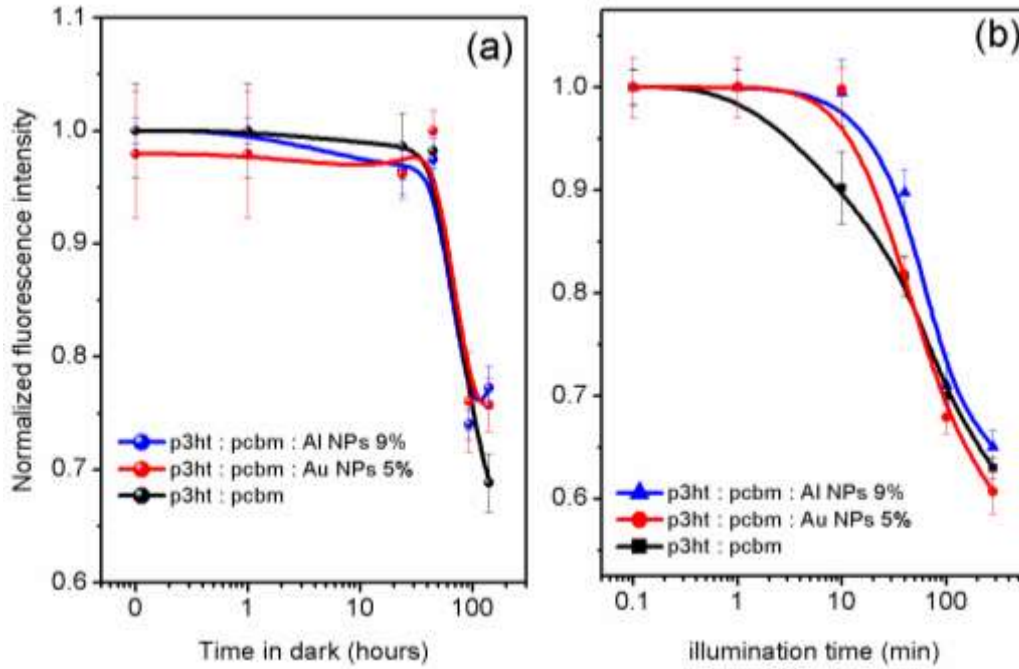 Normalized fluorescence intensity
1.1
1.0
0.9
0.8
0.7
0.6
(a)
p3ht : pcbm : Al NPs 9%
p3ht : pcbm : Au NPs 5%
p3ht : pcbm
0 1 10 100
Time in dark (hours)
1.0
0.9
0.8
0.7
0.6
(b)
p3ht : pcbm : Al NPs 9%
p3ht : pcbm : Au NPs 5%
p3ht : pcbm
0.1 1 10 100
illumination time (min)